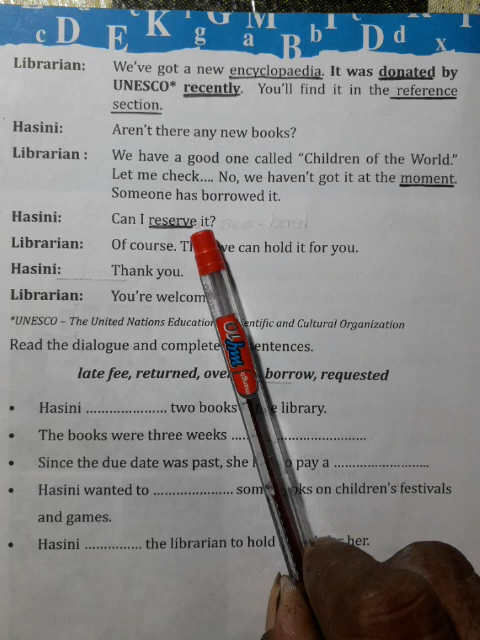 c D E K g G a M B b T D d K x T
Librarian: We've got a new encyclopaedia. It was donated by
UNESCO* recently. You'll find it in the reference
section.
Hasini: Aren't there any new books?
Librarian : We have a good one called "Children of the World."
Let me check.... No, we haven't got it at the moment.
Someone has borrowed it.
Hasini: Can I reserve it?
Librarian: Of course. we can hold it for you.
Hasini: Thank you.
Librarian: You're welcom
*UNESCO – The United Nations Education entific and Cultural Organization
Read the dialogue and complete entences.
late fee, returned, ove borrow, requested
• Hasini ..................... two books library.
• The books were three weeks .............................
• Since the due date was past, she pay a .........................
• Hasini wanted to .................... som ks on children's festivals
and games.
• Hasini ............... the librarian to hold her.
Atlas